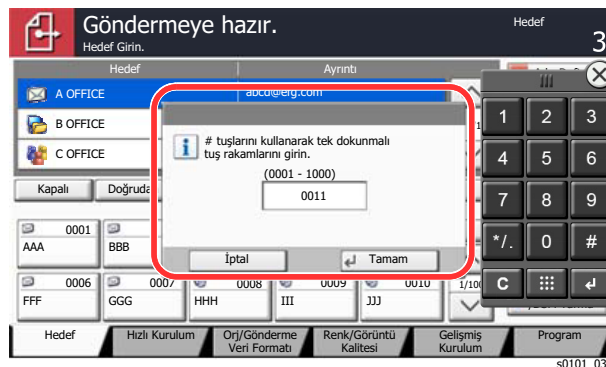 Göndermeye hazır.
Hedef Girin.
Hedef
3
Hedef
Ayrıntı
A OFFICE
abcd@efg.com
B OFFICE
C OFFICE
# tuşlarını kullanarak tek dokunmalı
tuş rakamlarını girin.
(0001 - 1000)
0011
İptal
Tamam
Kapalı
0001
AAA
BBB
0006
FFF
0007
GGG
0008
HHH
0009
III
0010
JJJ
1/100
1
2
3
4
5
6
7
8
9
*/.
0
#
C
Hedef
Hızlı Kurulum
Orj/Gönderme
Veri Formatı
Renk/Görüntü
Kalitesi
Gelişmiş
Kurulum
Program
s0101_03